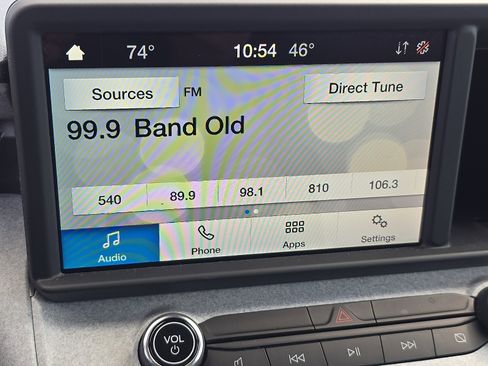 74° 10:54 46°
Sources FM Direct Tune
99.9 Band Old
540 89.9 98.1 810 106.3
Audio Phone Apps Settings
VOL